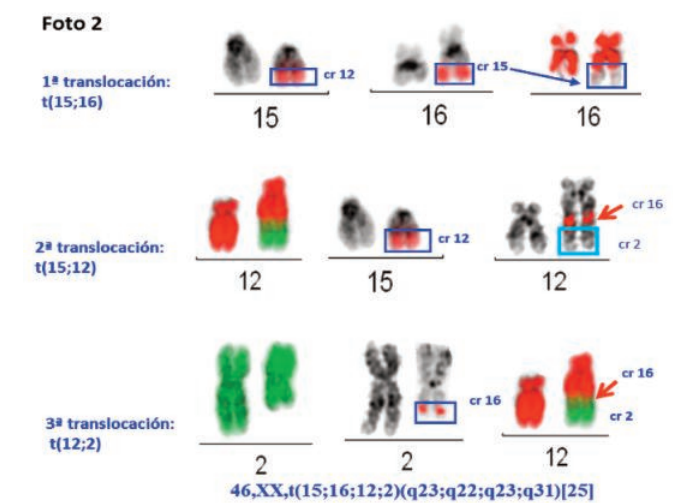 Foto 2
1ª translocación:
t(15;16)
cr 12
cr 15
15
16
16
2ª translocación:
t(15;12)
cr 12
cr 16
cr 2
12
15
12
3ª translocación:
t(12;2)
cr 16
cr 16
cr 2
2
2
12
46,XX,t(15;16;12;2)(q23;q22;q23;q31)[25]